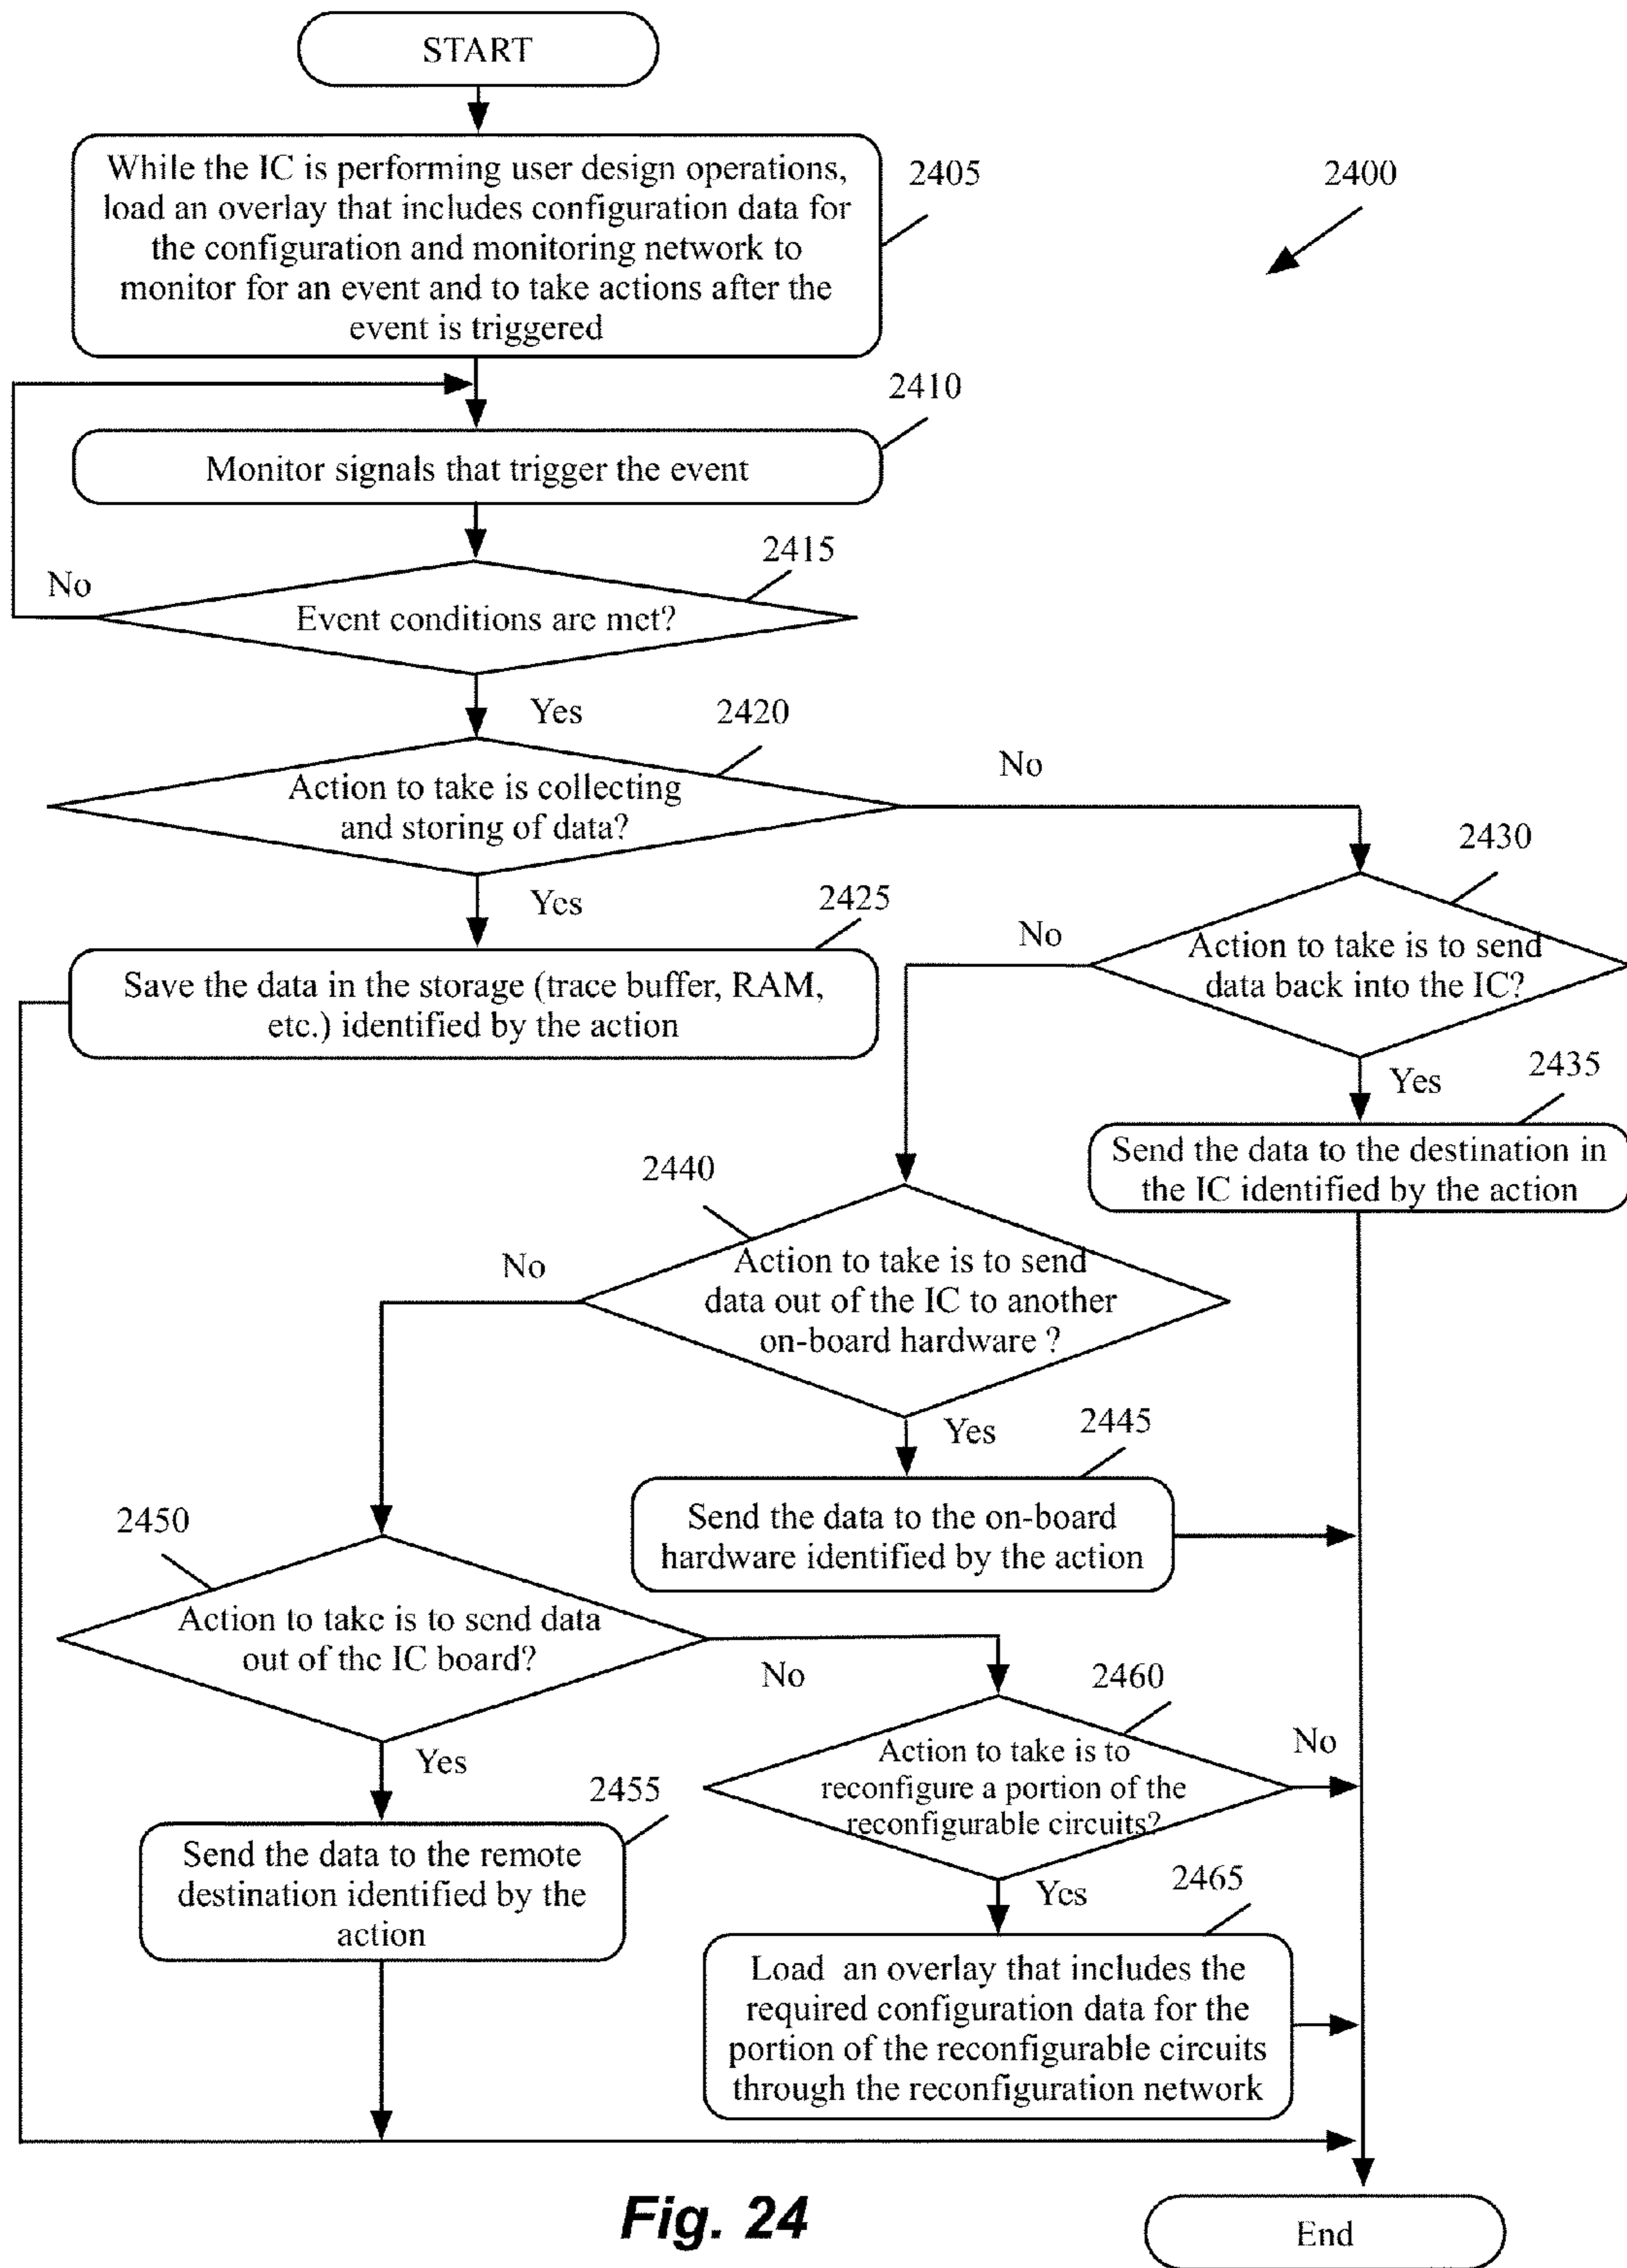 START
While the IC is performing user design operations,
load an overlay that includes configuration data for
the configuration and monitoring network to
monitor for an event and to take actions after the
event is triggered
2405
2400
2410
Monitor signals that trigger the event
2415
No
Event conditions are met?
Yes
2420
No
Action to take is collecting
and storing of data?
2430
Yes
2425
No
Action to take is to send
data back into the IC?
Save the data in the storage (trace buffer, RAM,
etc.) identified by the action
2435
Yes
Send the data to the destination in
the IC identified by the action
2440
No
Action to take is to send
data out of the IC to another
on-board hardware ?
Yes
2445
Send the data to the on-board
hardware identified by the action
2450
Action to take is to send data
out of the IC board?
No
2460
No
Action to take is to
reconfigure a portion of the
reconfigurable circuits?
Yes
2455
Send the data to the remote
destination identified by the
action
Yes
2465
Load an overlay that includes the
required configuration data for the
portion of the reconfigurable circuits
through the reconfiguration network
Fig. 24
End